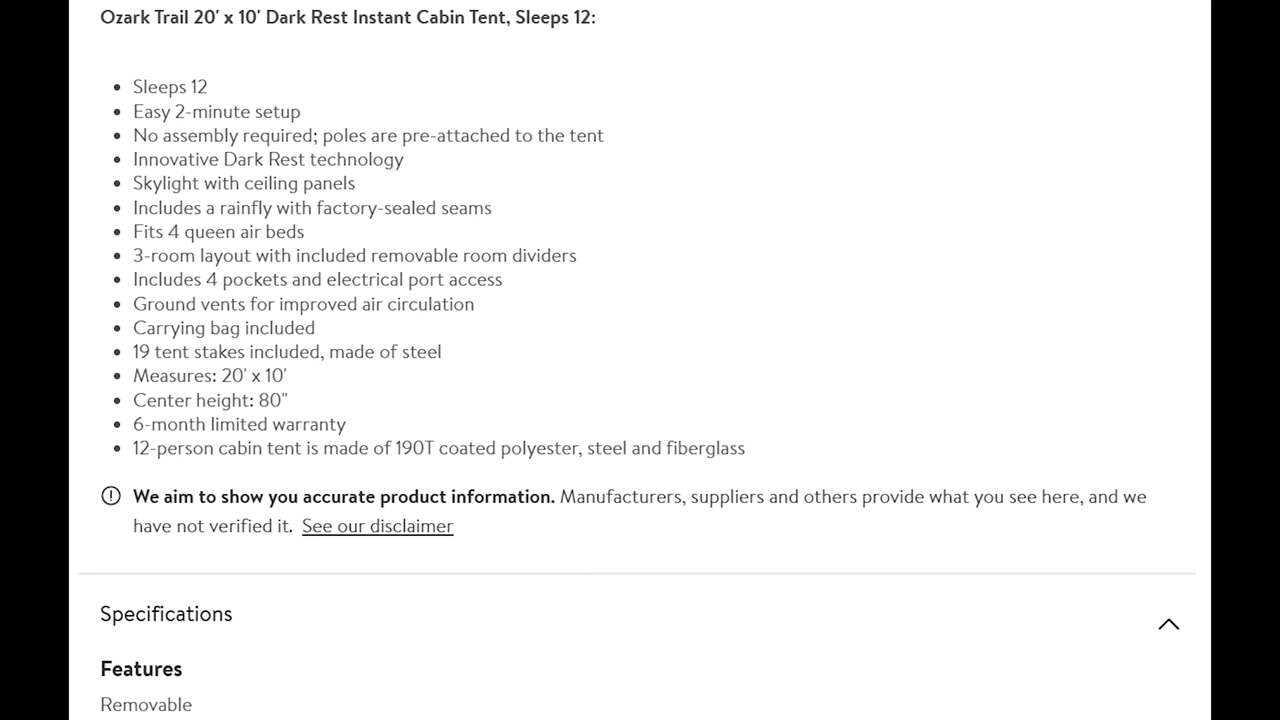 Ozark Trail 20' x 10' Dark Rest Instant Cabin Tent, Sleeps 12:
Sleeps 12
Easy 2-minute setup
No assembly required; poles are pre-attached to the tent
Innovative Dark Rest technology
Skylight with ceiling panels
Includes a rainfly with factory-sealed seams
Fits 4 queen air beds
3-room layout with included removable room dividers
Includes 4 pockets and electrical port access
Ground vents for improved air circulation
Carrying bag included
19 tent stakes included, made of steel
Measures: 20' x 10'
Center height: 80"
6-month limited warranty
12-person cabin tent is made of 190T coated polyester, steel and fiberglass
We aim to show you accurate product information. Manufacturers, suppliers and others provide what you see here, and we
have not verified it. See our disclaimer
Specifications
Features
Removable